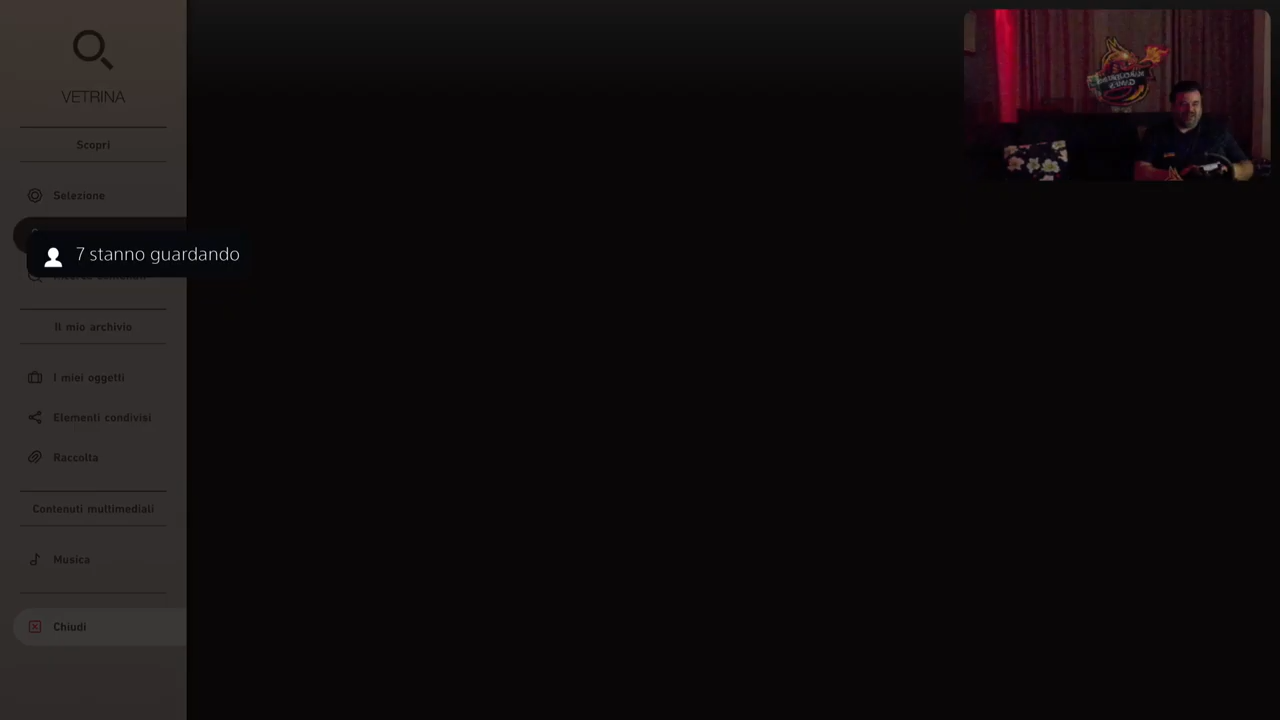 VETRINA
Scopri
Selezione
7 stanno guardando
Il mio archivio
I miei oggetti
Elementi condivisi
Raccolta
Contenuti multimediali
Musica
Chiudi